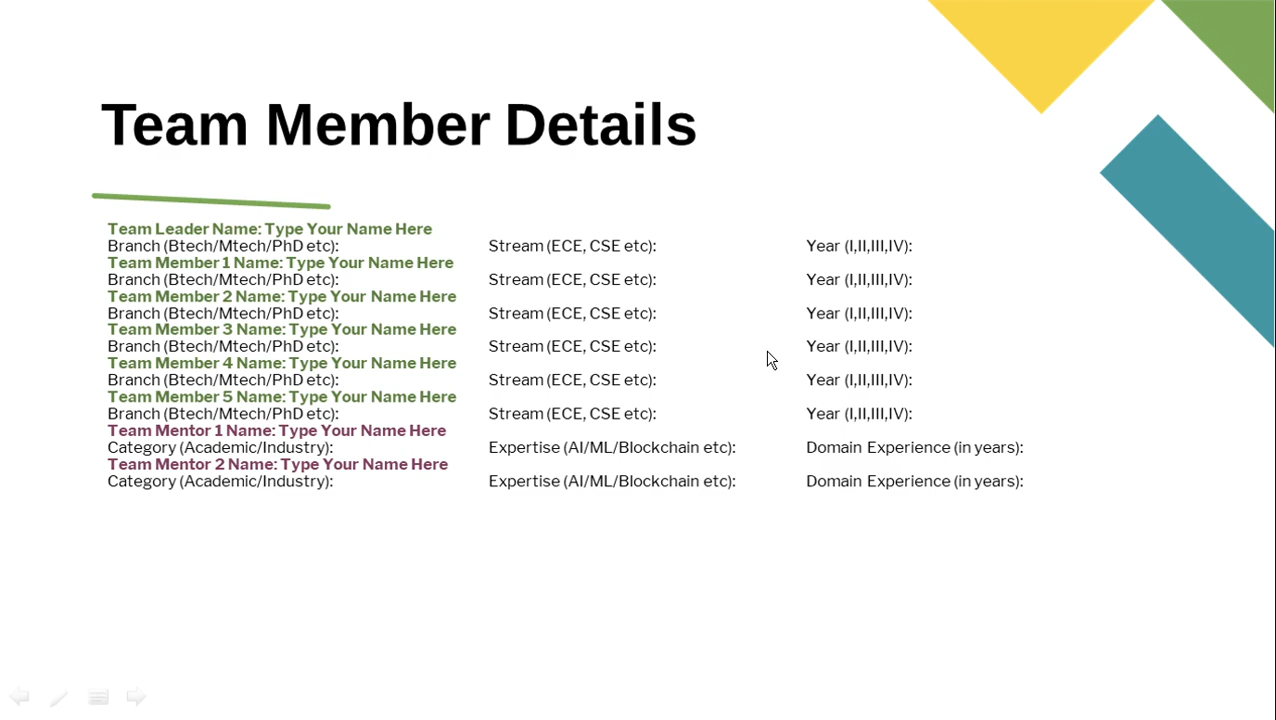 Team Member Details
Team Leader Name: Type Your Name Here
Branch (Btech/Mtech/PhD etc): Stream (ECE, CSE etc): Year (I,II,III,IV):
Team Member 1 Name: Type Your Name Here
Branch (Btech/Mtech/PhD etc): Stream (ECE, CSE etc): Year (I,II,III,IV):
Team Member 2 Name: Type Your Name Here
Branch (Btech/Mtech/PhD etc): Stream (ECE, CSE etc): Year (I,II,III,IV):
Team Member 3 Name: Type Your Name Here
Branch (Btech/Mtech/PhD etc): Stream (ECE, CSE etc): Year (I,II,III,IV):
Team Member 4 Name: Type Your Name Here
Branch (Btech/Mtech/PhD etc): Stream (ECE, CSE etc): Year (I,II,III,IV):
Team Member 5 Name: Type Your Name Here
Branch (Btech/Mtech/PhD etc): Stream (ECE, CSE etc): Year (I,II,III,IV):
Team Mentor 1 Name: Type Your Name Here
Category (Academic/Industry): Expertise (AI/ML/Blockchain etc): Domain Experience (in years):
Team Mentor 2 Name: Type Your Name Here
Category (Academic/Industry): Expertise (AI/ML/Blockchain etc): Domain Experience (in years):